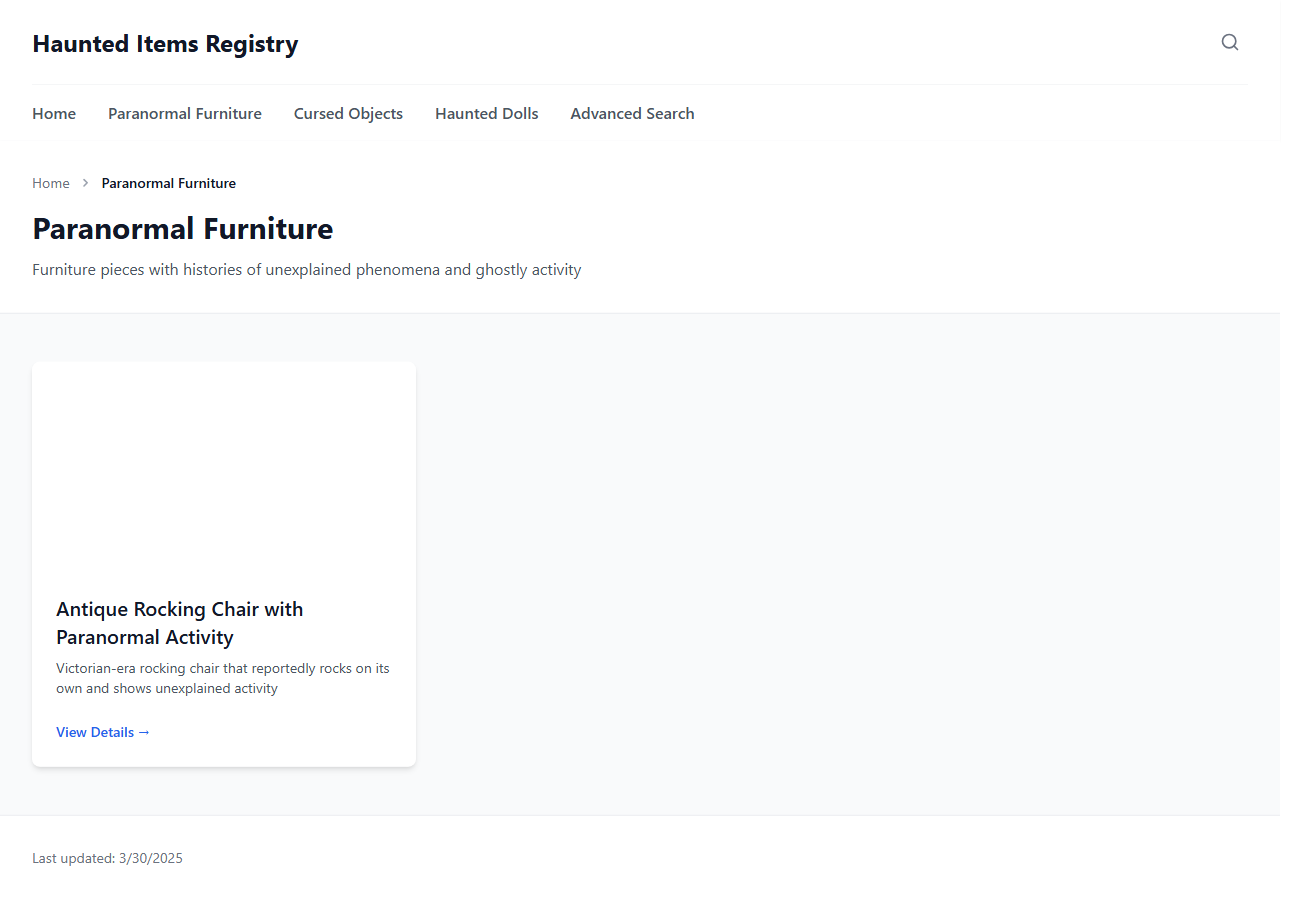 Haunted Items Registry
Home Paranormal Furniture Cursed Objects Haunted Dolls Advanced Search
Home > Paranormal Furniture
Paranormal Furniture
Furniture pieces with histories of unexplained phenomena and ghostly activity
Antique Rocking Chair with
Paranormal Activity
Victorian-era rocking chair that reportedly rocks on its
own and shows unexplained activity
View Details →
Last updated: 3/30/2025